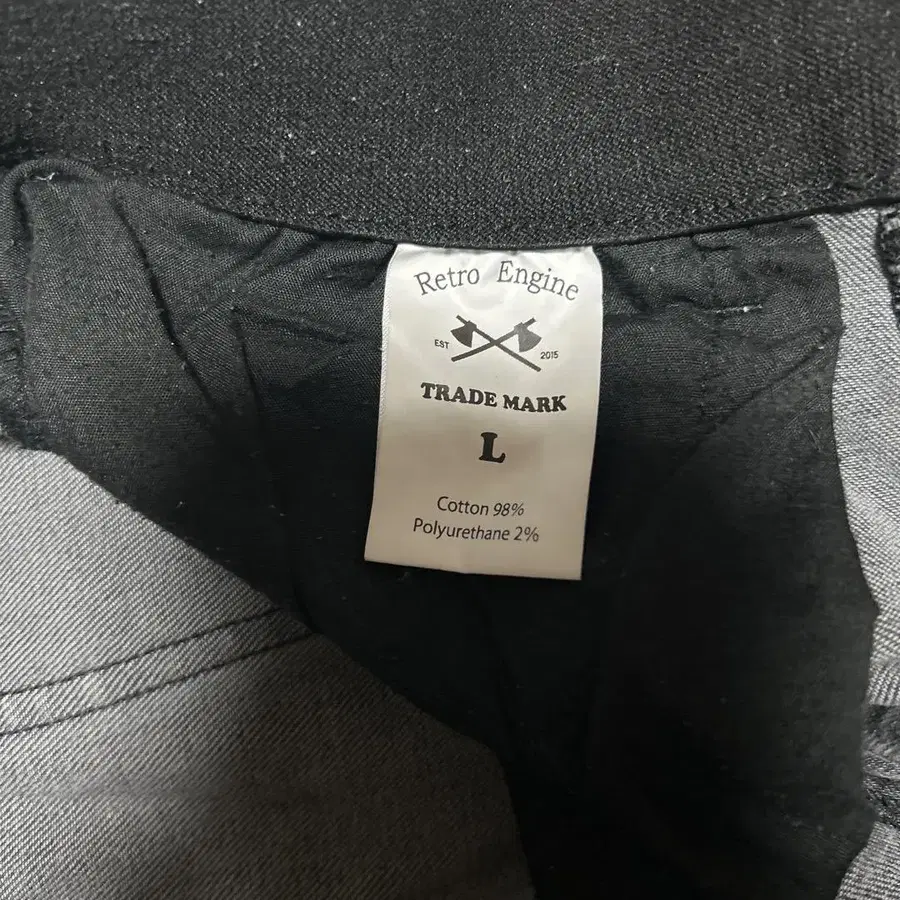 Retro Engine
EST 2015
TRADE MARK
L
Cotton 98%
Polyurethane 2%